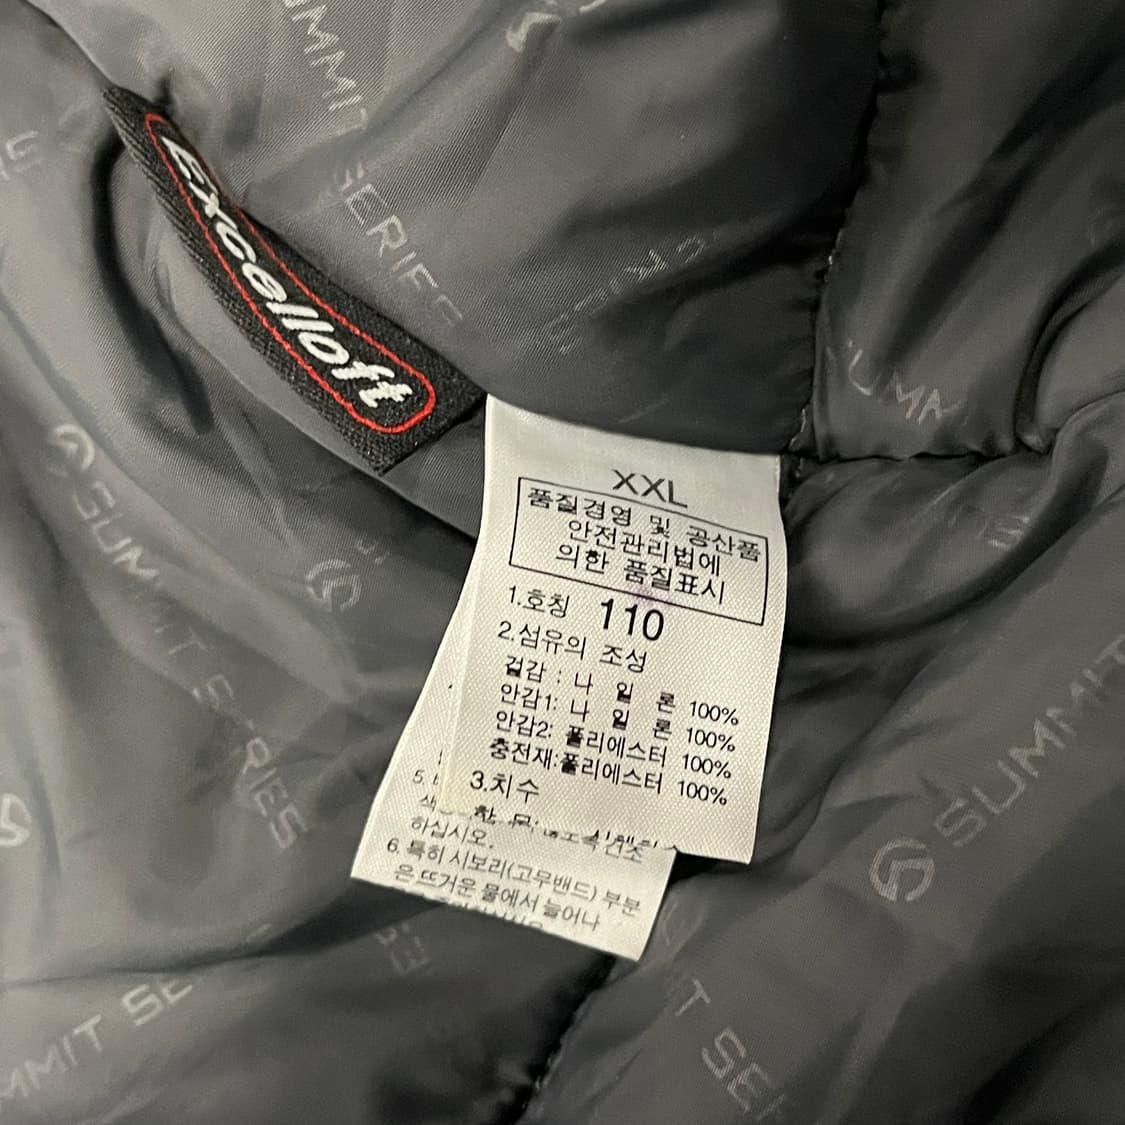 Excelloft
XXL
품질경영 및 공산품
안전관리법에
의한 품질표시
1.호칭 110
2.섬유의 조성
겉감 : 나 일 론 100%
안감1: 나 일 론 100%
안감2: 폴리에스터 100%
충전재:폴리에스터 100%
3.치수
5.
하십시오.
6. 특히 시보리(고무밴드) 부분
은 뜨거운 물에서 늘어나
SUMMIT SERIES
SUMMIT SERIES
SUMMIT SERIES
SUMMIT
SUMMIT SE